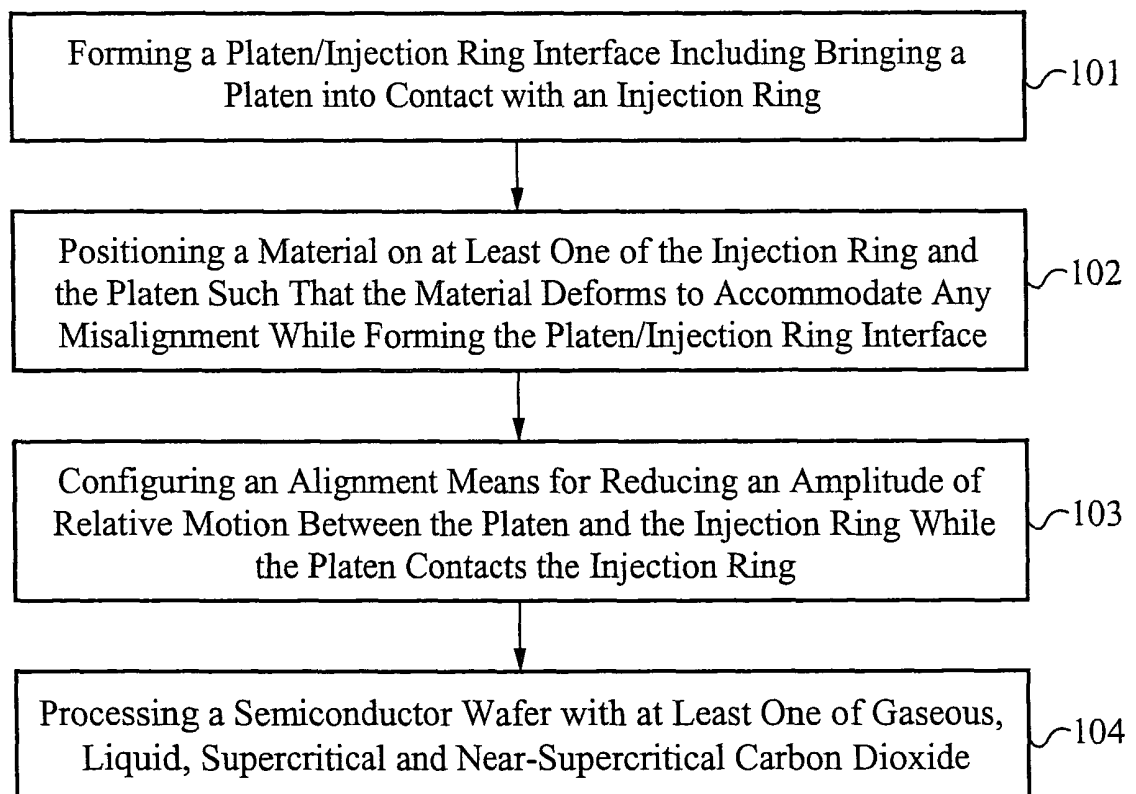 Forming a Platen/Injection Ring Interface Including Bringing a
Platen into Contact with an Injection Ring
101
Positioning a Material on at Least One of the Injection Ring and
the Platen Such That the Material Deforms to Accommodate Any
Misalignment While Forming the Platen/Injection Ring Interface
102
Configuring an Alignment Means for Reducing an Amplitude of
Relative Motion Between the Platen and the Injection Ring While
the Platen Contacts the Injection Ring
103
Processing a Semiconductor Wafer with at Least One of Gaseous,
Liquid, Supercritical and Near-Supercritical Carbon Dioxide
104